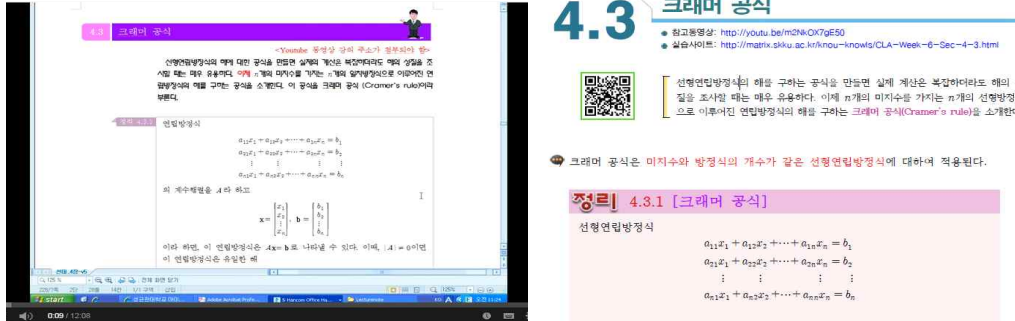 4.3 크래머 공식
<Youtube 동영상 강의 주소가 첨부되야 함>
선형연립방정식의 해에 대한 공식을 만들면 실제의 계산은 복잡하더라도 해의 성질을 조
사할 때는 매우 유용하다. 이제 n개의 미지수를 가지는 n개의 일차방정식으로 이루어진 연
립방정식의 해를 구하는 공식을 소개한다. 이 공식을 크래머 공식 (Cramer's rule)이라
부른다.
정리 4.3.1 연립방정식
a₁₁x₁ + a₁₂x₂ + ⋯ + a₁ₙxₙ = b₁
a₂₁x₁ + a₂₂x₂ + ⋯ + a₂ₙxₙ = b₂
⋮ ⋮ ⋮ ⋮
aₙ₁x₁ + aₙ₂x₂ + ⋯ + aₙₙxₙ = bₙ
의 계수행렬을 A라 하고
x = [x₁ x₂ ⋮ xₙ], b = [b₁ b₂ ⋮ bₙ]
이라 하면, 이 연립방정식은 Ax = b로 나타낼 수 있다. 이때, |A| ≠ 0이면
이 연립방정식은 유일한 해
125 %
start
0:09 / 12:08
4.3 크래머 공식
참고동영상: http://youtu.be/m2NkOX7gE50
실습사이트: http://matrix.skku.ac.kr/knou-knowls/CLA-Week-6-Sec-4-3.html
선형연립방정식의 해를 구하는 공식을 만들면 실제 계산은 복잡하더라도 해의
질을 조사할 때는 매우 유용하다. 이제 n개의 미지수를 가지는 n개의 선형방정
으로 이루어진 연립방정식의 해를 구하는 크래머 공식(Cramer's rule)을 소개한
크래머 공식은 미지수와 방정식의 개수가 같은 선형연립방정식에 대하여 적용된다.
정리 4.3.1 [크래머 공식]
선형연립방정식
a₁₁x₁ + a₁₂x₂ + ⋯ + a₁ₙxₙ = b₁
a₂₁x₁ + a₂₂x₂ + ⋯ + a₂ₙxₙ = b₂
⋮ ⋮ ⋮ ⋮
aₙ₁x₁ + aₙ₂x₂ + ⋯ + aₙₙxₙ = bₙ